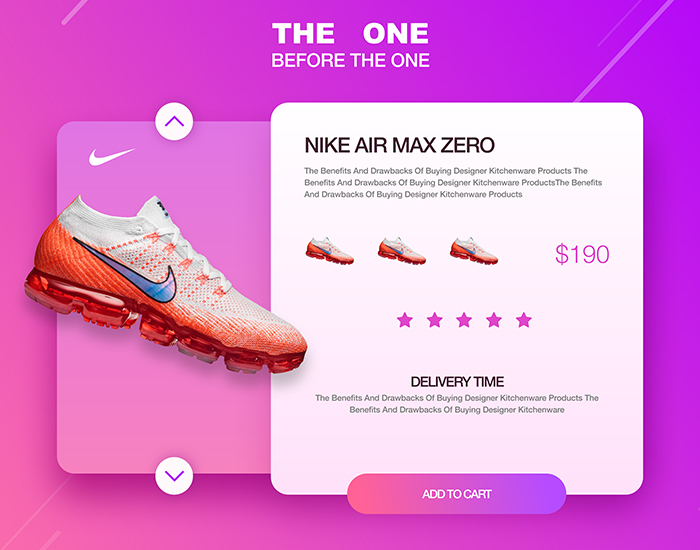 THE ONE
BEFORE THE ONE
NIKE AIR MAX ZERO
The Benefits And Drawbacks Of Buying Designer Kitchenware Products The
Benefits And Drawbacks Of Buying Designer Kitchenware ProductsThe Benefits
And Drawbacks Of Buying Designer Kitchenware Products
$190
DELIVERY TIME
The Benefits And Drawbacks Of Buying Designer Kitchenware Products The
Benefits And Drawbacks Of Buying Designer Kitchenware
ADD TO CART